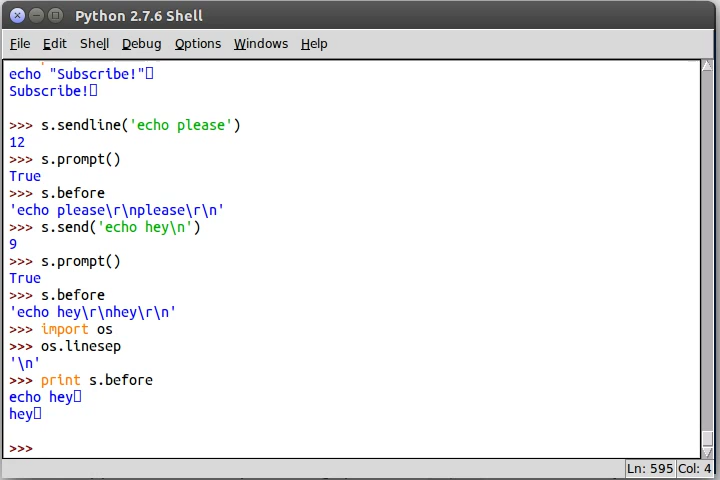 Python 2.7.6 Shell
File Edit Shell Debug Options Windows Help
echo "Subscribe!"
Subscribe!
>>> s.sendline('echo please')
12
>>> s.prompt()
True
>>> s.before
'echo please\r\nplease\r\n'
>>> s.send('echo hey\n')
9
>>> s.prompt()
True
>>> s.before
'echo hey\r\nhey\r\n'
>>> import os
>>> os.linesep
'\n'
>>> print s.before
echo hey
hey
>>>
Ln: 595 Col: 4